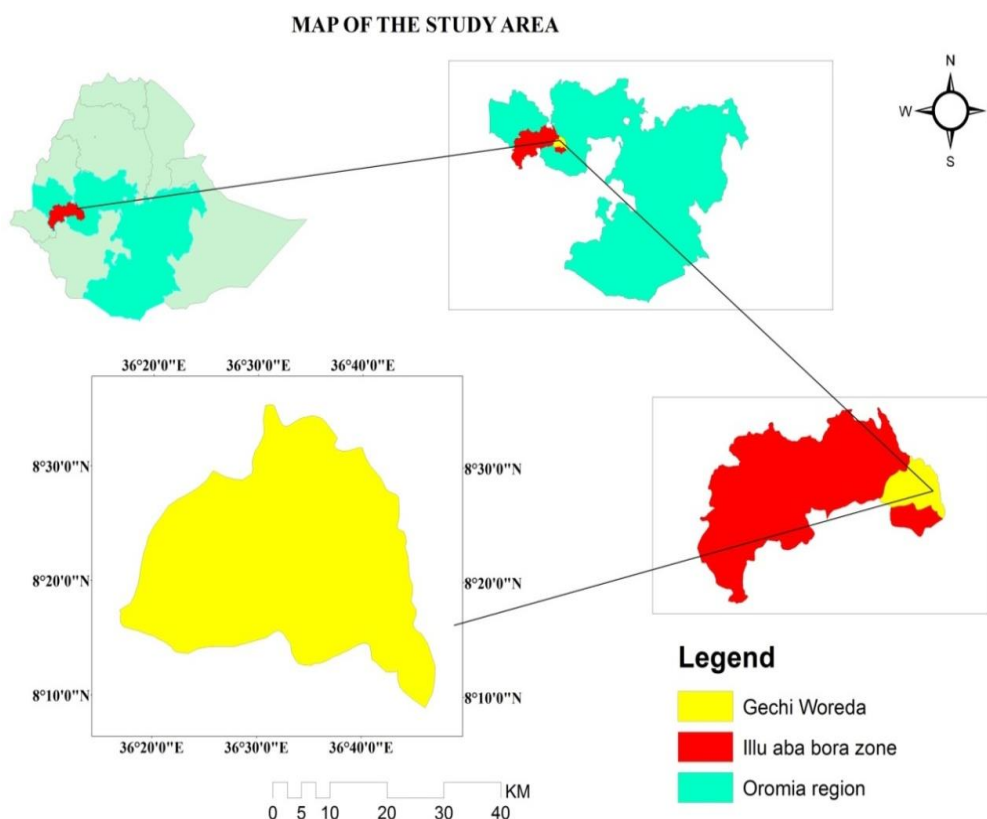 MAP OF THE STUDY AREA
N
W E
S
36°20'0"E 36°30'0"E 36°40'0"E
8°30'0"N 8°30'0"N
8°20'0"N 8°20'0"N
8°10'0"N 8°10'0"N
36°20'0"E 36°30'0"E 36°40'0"E
Legend
Gechi Woreda
Illu aba bora zone
Oromia region
KM
0 5 10 20 30 40